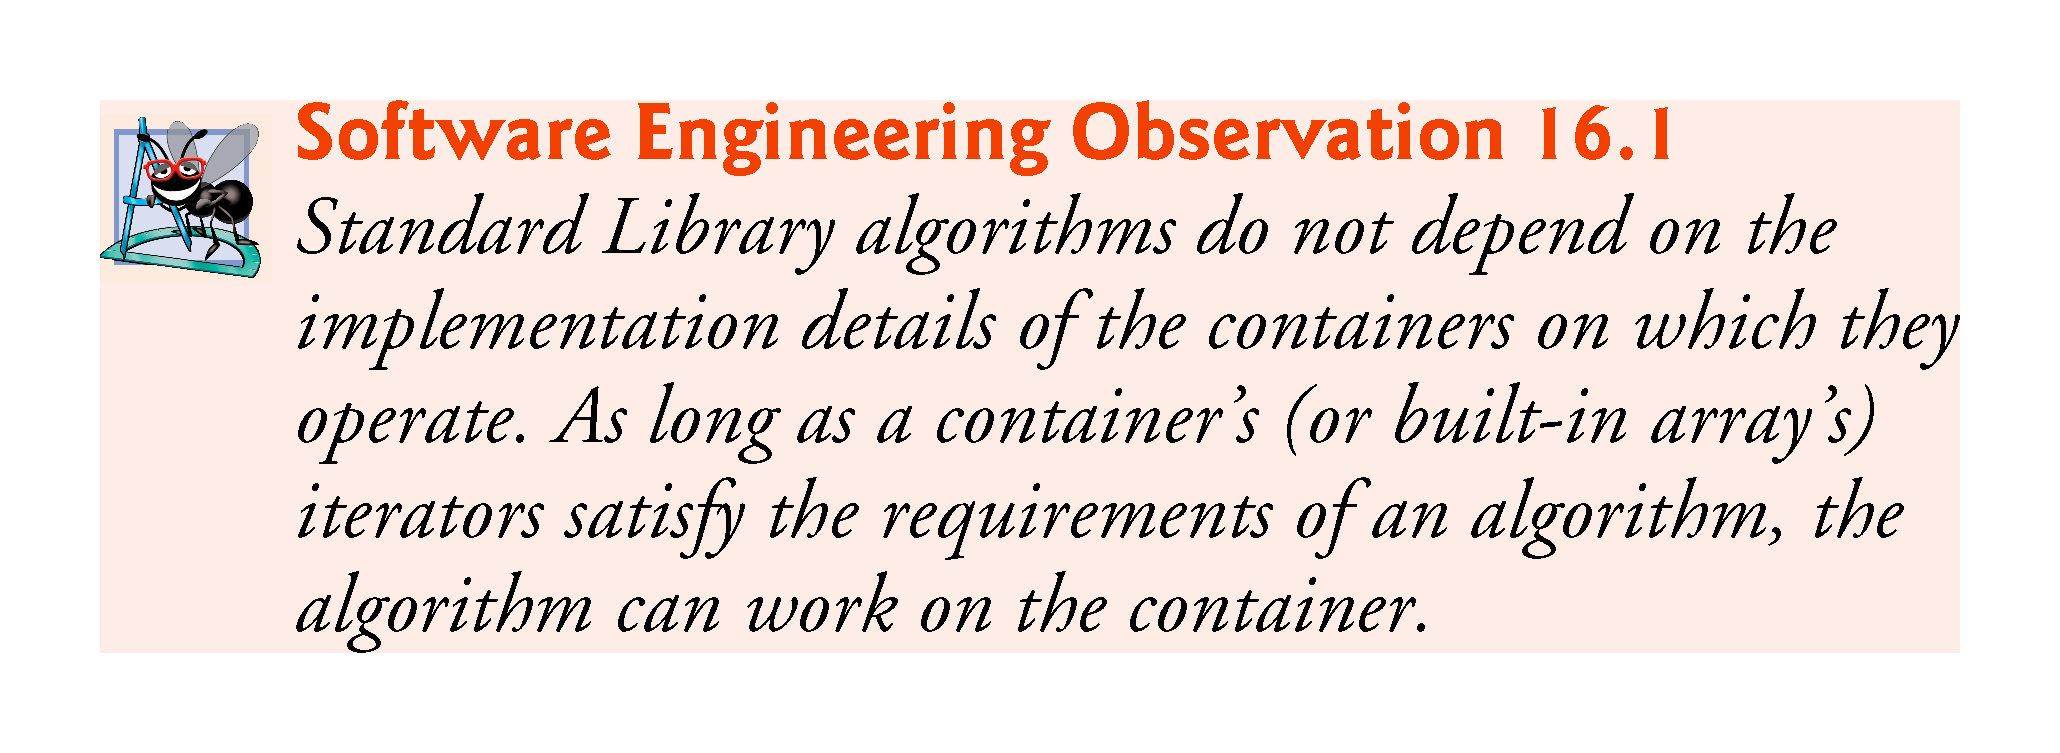 Software Engineering Observation 16.1
Standard Library algorithms do not depend on the
implementation details of the containers on which they
operate. As long as a container’s (or built-in array’s)
iterators satisfy the requirements of an algorithm, the
algorithm can work on the container.